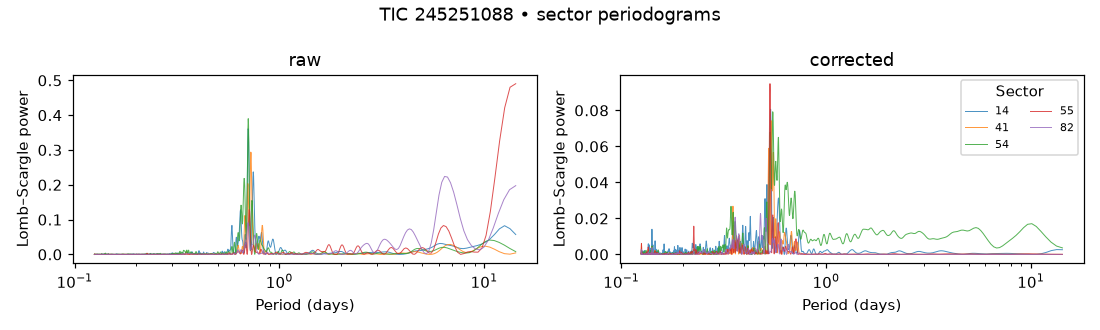 TIC 245251088 • sector periodograms
raw
corrected
Lomb–Scargle power
0.5
0.4
0.3
0.2
0.1
0.0
10⁻¹ 10⁰ 10¹
Period (days)
Lomb–Scargle power
0.08
0.06
0.04
0.02
0.00
10⁻¹ 10⁰ 10¹
Period (days)
Sector
14 55
41 82
54